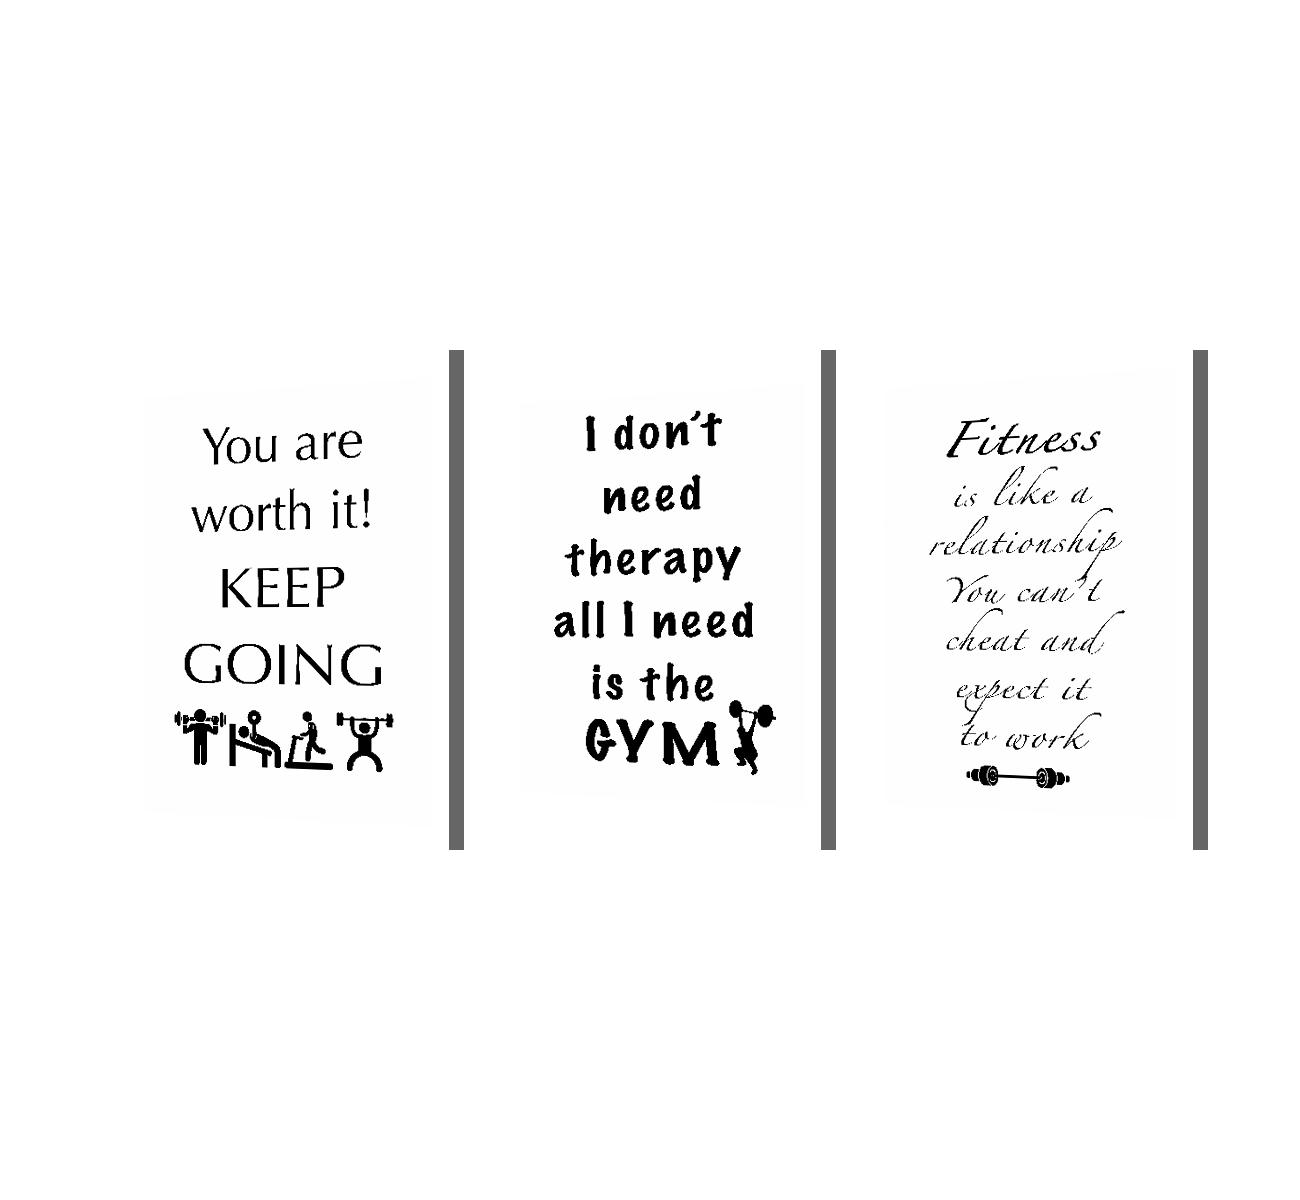 You are
worth it!
KEEP
GOING
I don't
need
therapy
all I need
is the
GYM
Fitness
is like a
relationship
You can't
cheat and
expect it
to work